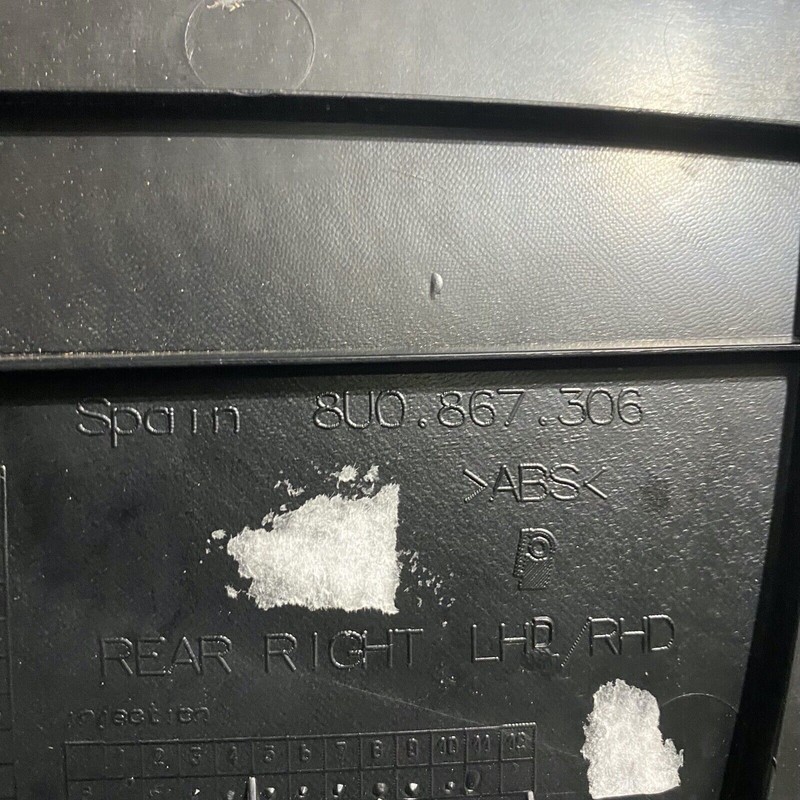 Spain 8U0.867.306
>ABS<
REAR RIGHT LHD/RHD
injection
1 2 3 4 5 6 7 8 9 10 11 12